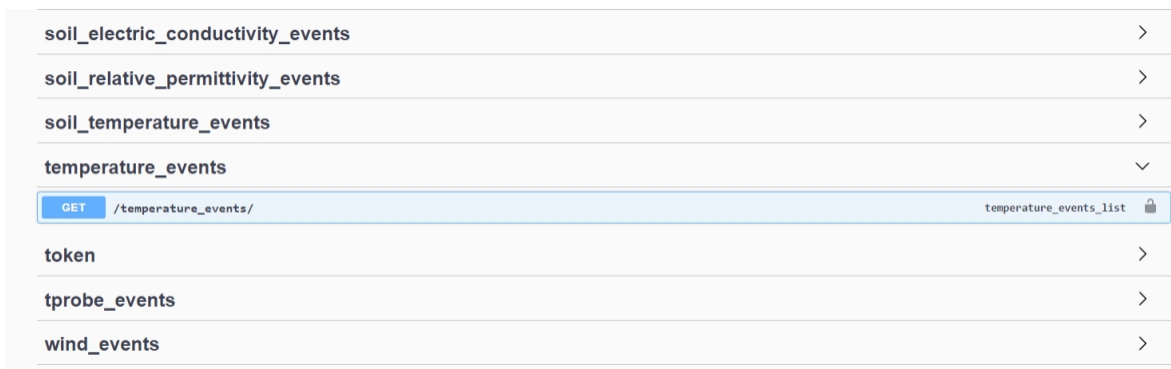 soil_electric_conductivity_events
soil_relative_permittivity_events
soil_temperature_events
temperature_events
GET /temperature_events/ temperature_events_list
token
tprobe_events
wind_events